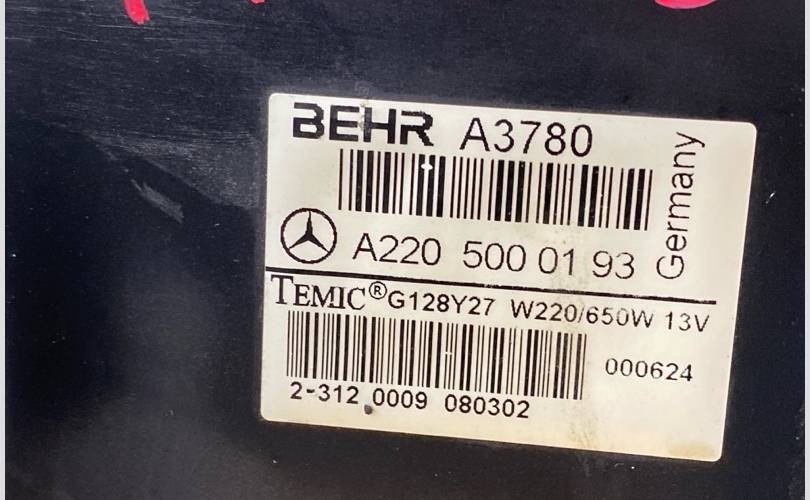 BEHR A3780
Germany
A220 500 01 93
TEMIC® G128Y27 W220/650W 13V
000624
2-312 0009 080302